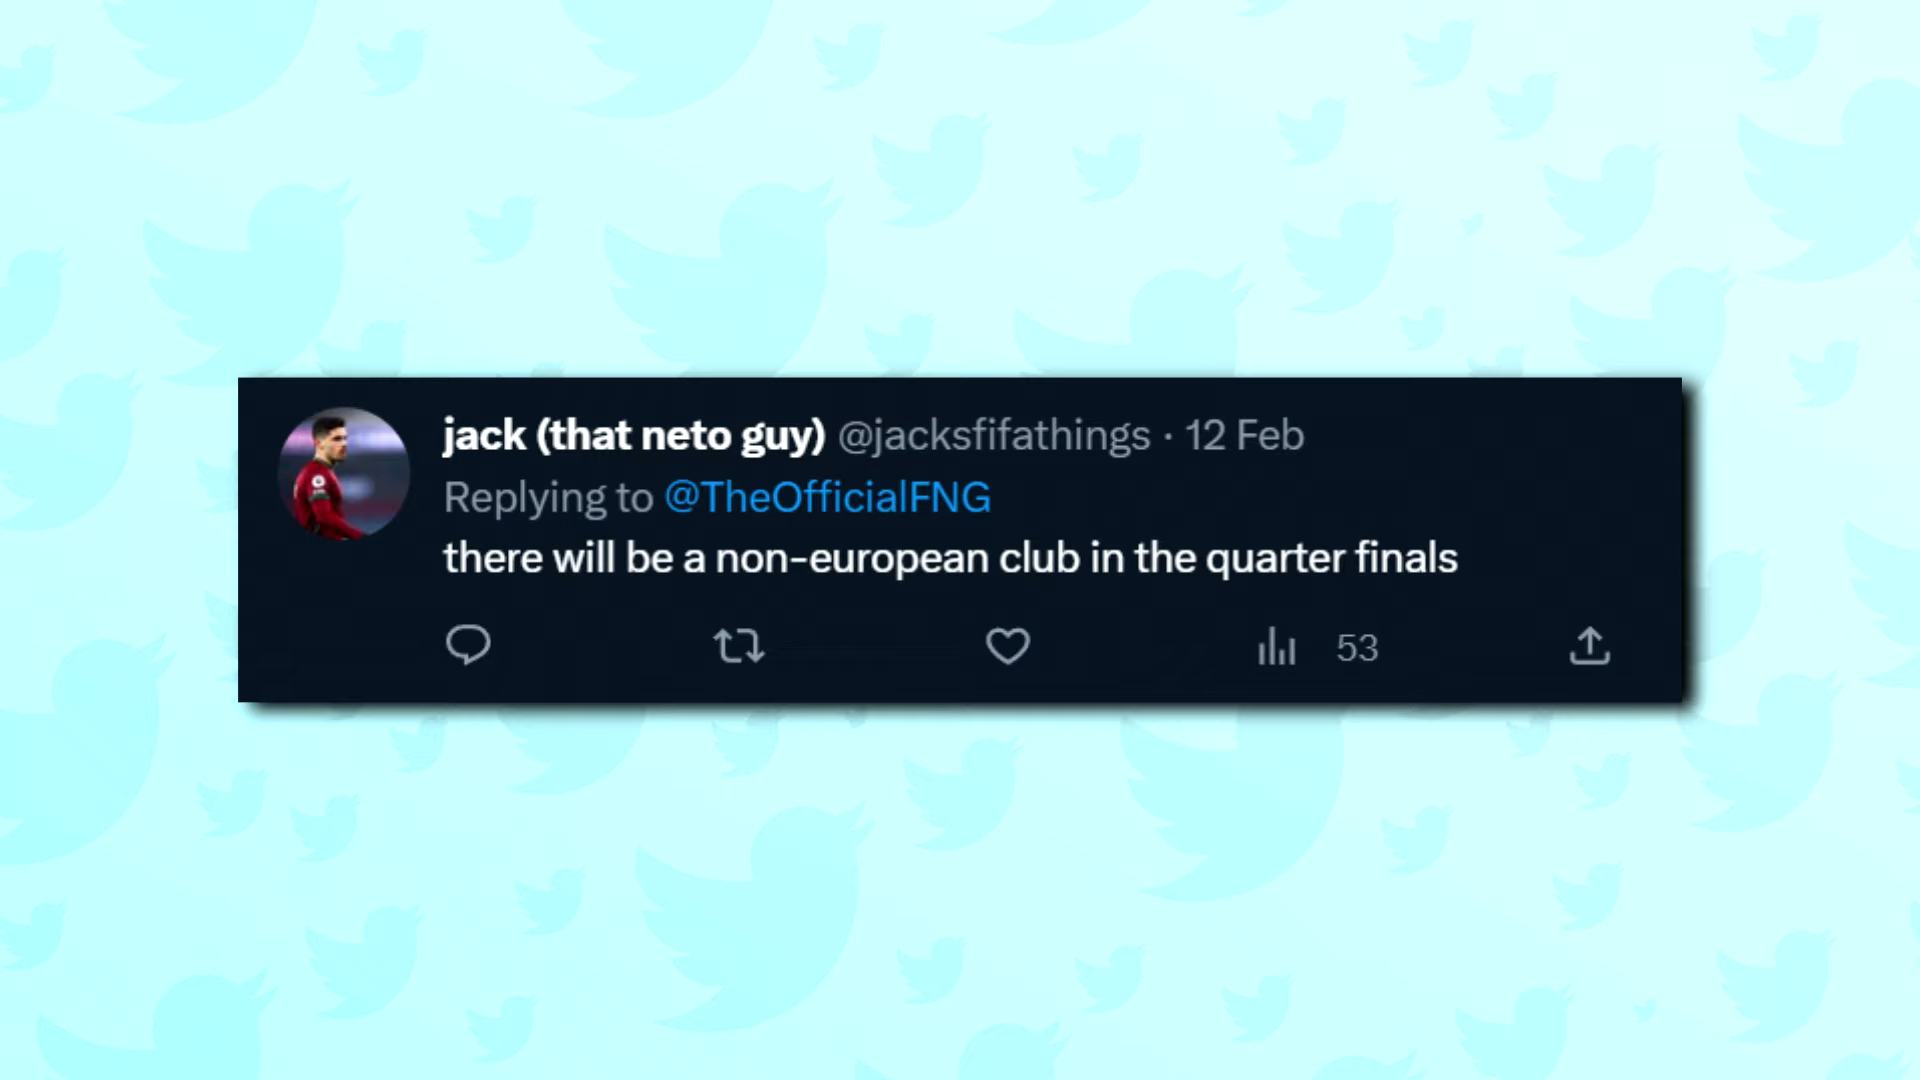 jack (that neto guy) @jacksfifathings · 12 Feb
Replying to @TheOfficialFNG
there will be a non-european club in the quarter finals
53